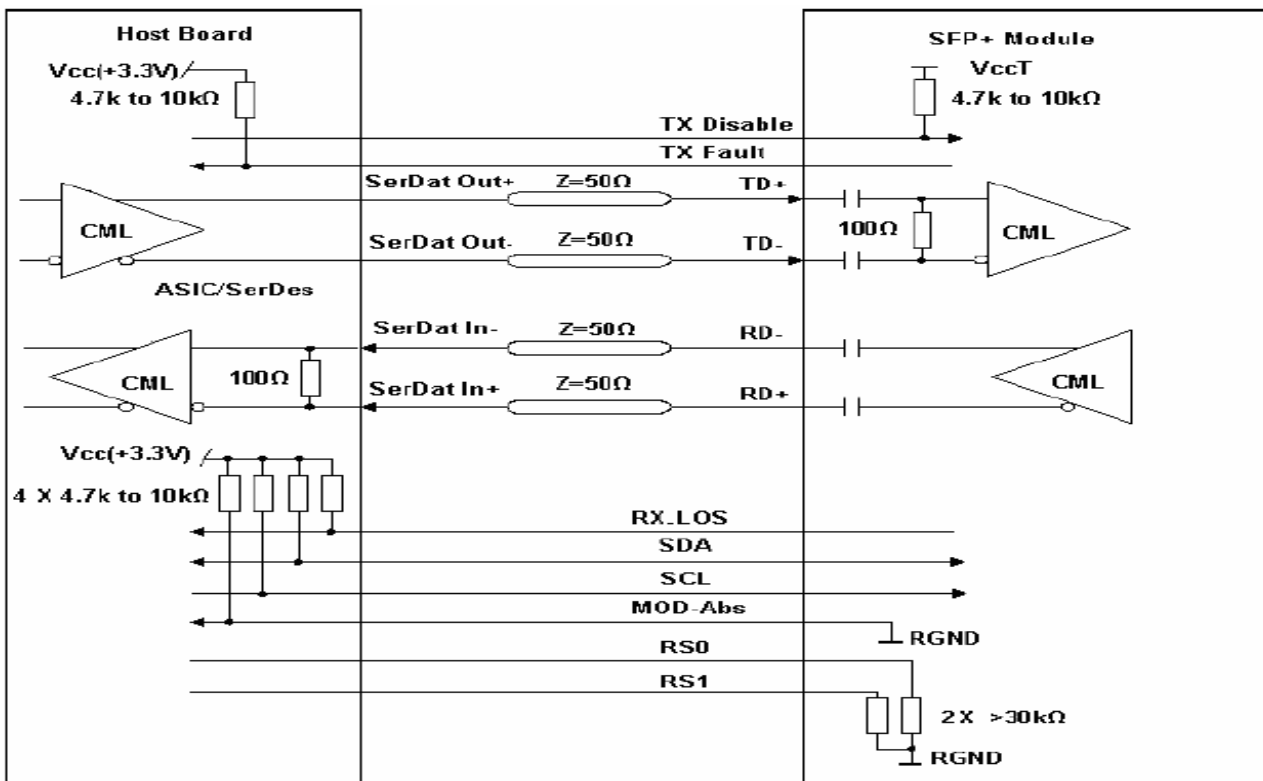 Host Board
SFP+ Module
Vcc(+3.3V)
4.7k to 10kΩ
VccT
4.7k to 10kΩ
TX Disable
TX Fault
SerDat Out+
Z=50Ω
TD+
CML
100Ω
CML
SerDat Out-
Z=50Ω
TD-
ASIC/SerDes
SerDat In-
Z=50Ω
RD-
CML
100Ω
CML
SerDat In+
Z=50Ω
RD+
Vcc(+3.3V)
4 X 4.7k to 10kΩ
RX_LOS
SDA
SCL
MOD-Abs
RGND
RS0
RS1
2X >30kΩ
RGND